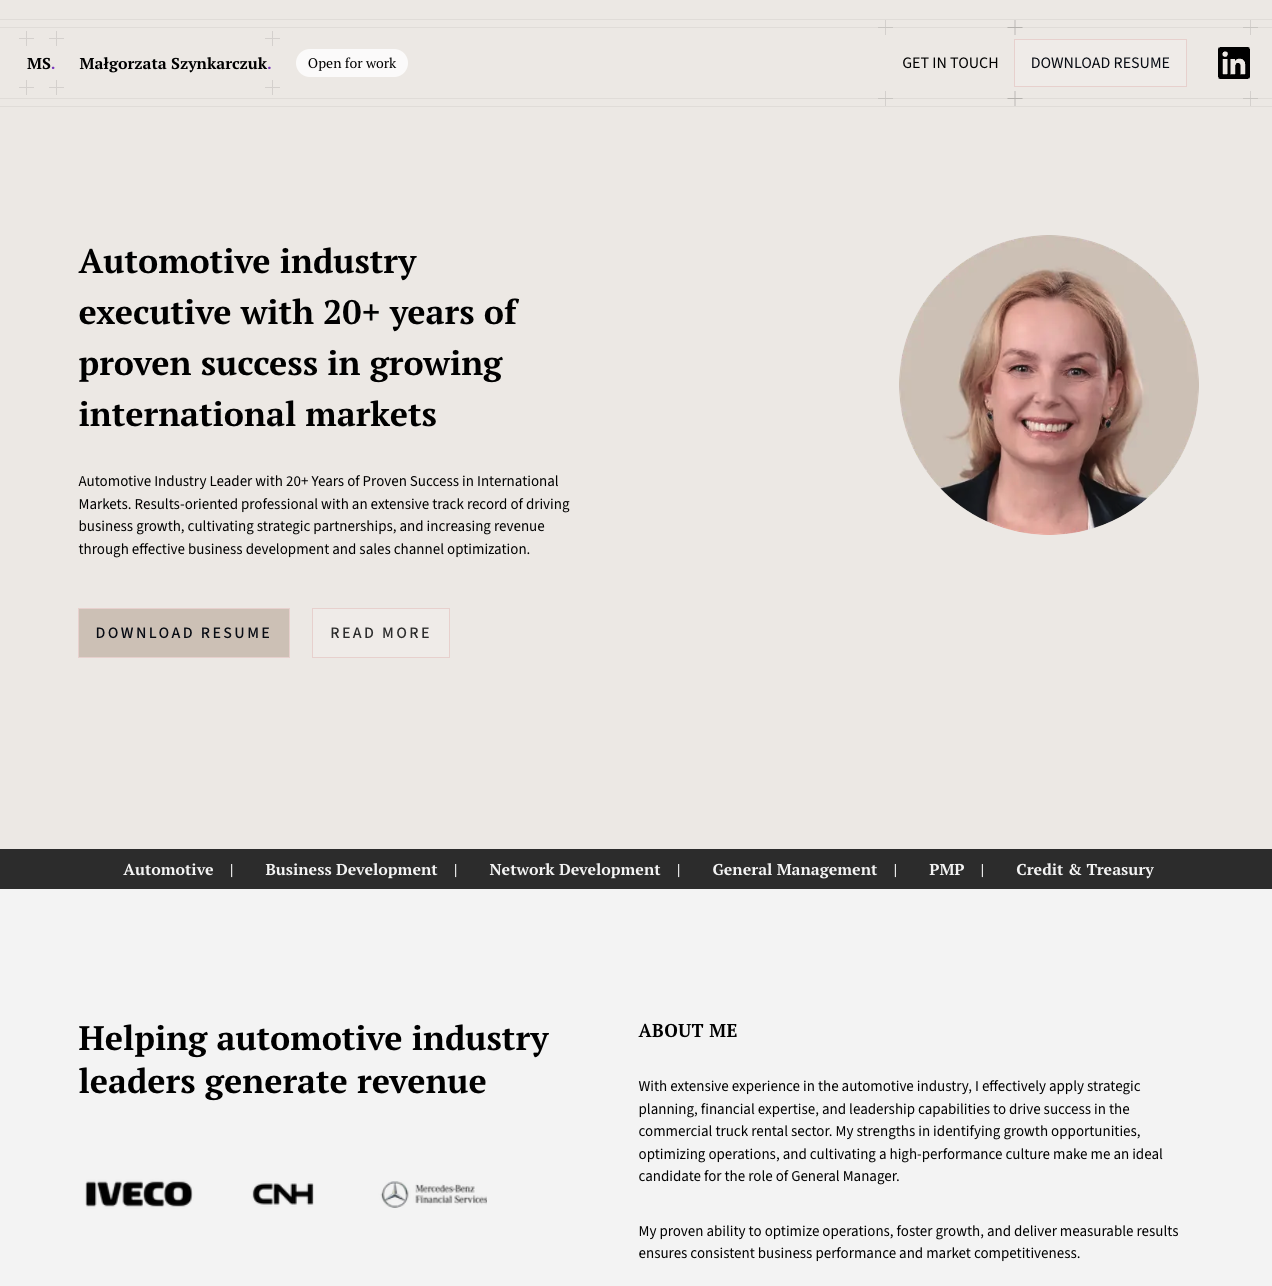 MS.
Małgorzata Szynkarczuk.
Open for work
GET IN TOUCH
DOWNLOAD RESUME
in
Automotive industry
executive with 20+ years of
proven success in growing
international markets
Automotive Industry Leader with 20+ Years of Proven Success in International
Markets. Results-oriented professional with an extensive track record of driving
business growth, cultivating strategic partnerships, and increasing revenue
through effective business development and sales channel optimization.
DOWNLOAD RESUME
READ MORE
Automotive | Business Development | Network Development | General Management | PMP | Credit & Treasury
Helping automotive industry
leaders generate revenue
IVECO
CNH
Mercedes-Benz
Financial Services
ABOUT ME
With extensive experience in the automotive industry, I effectively apply strategic
planning, financial expertise, and leadership capabilities to drive success in the
commercial truck rental sector. My strengths in identifying growth opportunities,
optimizing operations, and cultivating a high-performance culture make me an ideal
candidate for the role of General Manager.
My proven ability to optimize operations, foster growth, and deliver measurable results
ensures consistent business performance and market competitiveness.